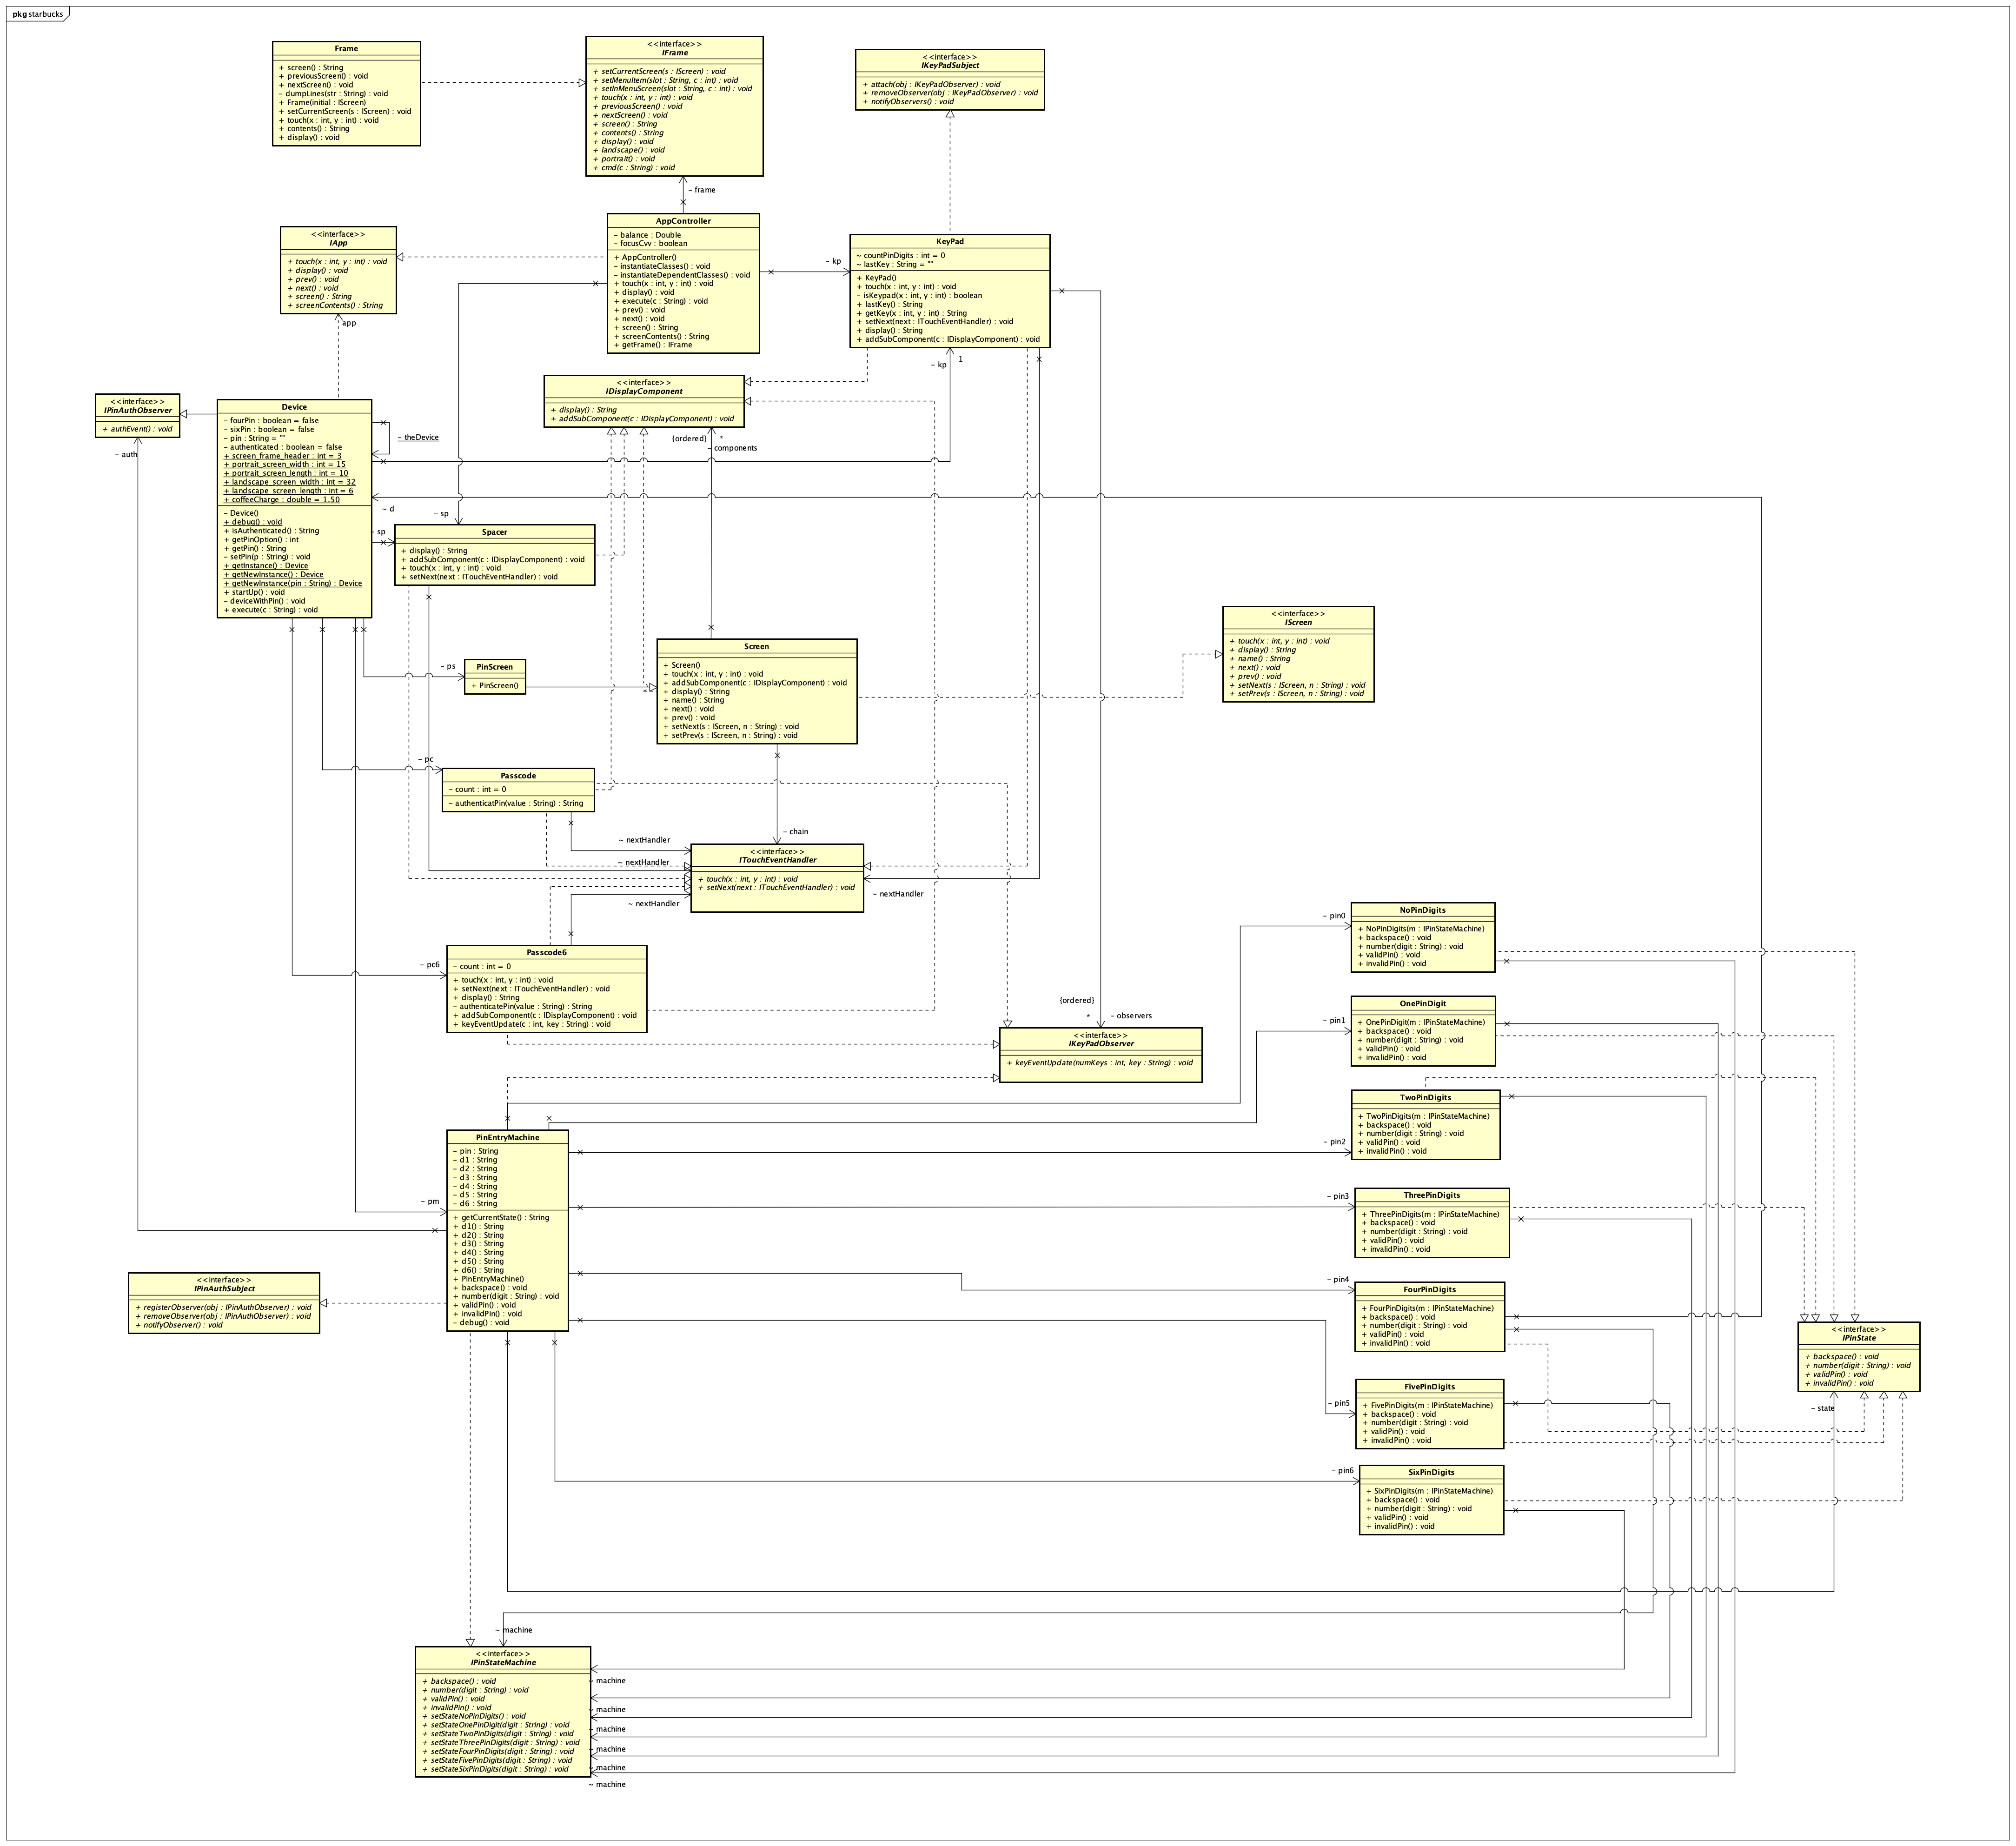 pkg starbucks
Frame
+ screen() : String
+ previousScreen() : void
+ nextScreen() : void
- dumpLines(str : String) : void
+ Frame(initial : IScreen)
+ setCurrentScreen(s : IScreen) : void
+ touch(x : int, y : int) : void
+ contents() : String
+ display() : void
<<interface>>
IFrame
+ setCurrentScreen(s : IScreen) : void
+ setMenuItem(slot : String, c : int) : void
+ setInMenuScreen(slot : String, c : int) : void
+ touch(x : int, y : int) : void
+ previousScreen() : void
+ nextScreen() : void
+ screen() : String
+ contents() : String
+ display() : void
+ landscape() : void
+ portrait() : void
+ cmd(c : String) : void
<<interface>>
IKeyPadSubject
+ attach(obj : IKeyPadObserver) : void
+ removeObserver(obj : IKeyPadObserver) : void
+ notifyObservers() : void
- frame
<<interface>>
IApp
+ touch(x : int, y : int) : void
+ display() : void
+ prev() : void
+ next() : void
+ screen() : String
+ screenContents() : String
app
AppController
- balance : Double
- focusCvv : boolean
+ AppController()
- instantiateClasses() : void
- instantiateDependentClasses() : void
+ touch(x : int, y : int) : void
+ display() : void
+ execute(c : String) : void
+ prev() : void
+ next() : void
+ screen() : String
+ screenContents() : String
+ getFrame() : IFrame
- kp
KeyPad
~ countPinDigits : int = 0
~ lastKey : String = ""
+ KeyPad()
+ touch(x : int, y : int) : void
- isKeypad(x : int, y : int) : boolean
+ lastKey() : String
+ getKey(x : int, y : int) : String
+ setNext(next : ITouchEventHandler) : void
+ display() : String
+ addSubComponent(c : IDisplayComponent) : void
- kp
1
<<interface>>
IDisplayComponent
+ display() : String
+ addSubComponent(c : IDisplayComponent) : void
{ordered}
*
- components
<<interface>>
IPinAuthObserver
+ authEvent() : void
- auth
Device
- fourPin : boolean = false
- sixPin : boolean = false
- pin : String = ""
- authenticated : boolean = false
+ screen_frame_header : int = 3
+ portrait_screen_width : int = 15
+ portrait_screen_length : int = 10
+ landscape_screen_width : int = 32
+ landscape_screen_length : int = 6
+ coffeeCharge : double = 1.50
- Device()
+ debug() : void
+ isAuthenticated() : String
+ getPinOption() : int
+ getPin() : String
- setPin(p : String) : void
+ getInstance() : Device
+ getNewInstance() : Device
+ getNewInstance(pin : String) : Device
+ startUp() : void
- deviceWithPin() : void
+ execute(c : String) : void
- theDevice
~ d
- sp
- sp
Spacer
+ display() : String
+ addSubComponent(c : IDisplayComponent) : void
+ touch(x : int, y : int) : void
+ setNext(next : ITouchEventHandler) : void
<<interface>>
IScreen
+ touch(x : int, y : int) : void
+ display() : String
+ name() : String
+ next() : void
+ prev() : void
+ setNext(s : IScreen, n : String) : void
+ setPrev(s : IScreen, n : String) : void
- ps
PinScreen
+ PinScreen()
Screen
+ Screen()
+ touch(x : int, y : int) : void
+ addSubComponent(c : IDisplayComponent) : void
+ display() : String
+ name() : String
+ next() : void
+ prev() : void
+ setNext(s : IScreen, n : String) : void
+ setPrev(s : IScreen, n : String) : void
- pc
Passcode
- count : int = 0
- authenticatPin(value : String) : String
- chain
~ nextHandler
~ nextHandler
<<interface>>
ITouchEventHandler
+ touch(x : int, y : int) : void
+ setNext(next : ITouchEventHandler) : void
~ nextHandler
~ nextHandler
- pc6
Passcode6
- count : int = 0
+ touch(x : int, y : int) : void
+ setNext(next : ITouchEventHandler) : void
+ display() : String
- authenticatePin(value : String) : String
+ addSubComponent(c : IDisplayComponent) : void
+ keyEventUpdate(c : int, key : String) : void
{ordered}
*
- observers
<<interface>>
IKeyPadObserver
+ keyEventUpdate(numKeys : int, key : String) : void
- pin0
NoPinDigits
+ NoPinDigits(m : IPinStateMachine)
+ backspace() : void
+ number(digit : String) : void
+ validPin() : void
+ invalidPin() : void
- pin1
OnePinDigit
+ OnePinDigit(m : IPinStateMachine)
+ backspace() : void
+ number(digit : String) : void
+ validPin() : void
+ invalidPin() : void
- pin2
TwoPinDigits
+ TwoPinDigits(m : IPinStateMachine)
+ backspace() : void
+ number(digit : String) : void
+ validPin() : void
+ invalidPin() : void
- pm
PinEntryMachine
- pin : String
- d1 : String
- d2 : String
- d3 : String
- d4 : String
- d5 : String
- d6 : String
+ getCurrentState() : String
+ d1() : String
+ d2() : String
+ d3() : String
+ d4() : String
+ d5() : String
+ d6() : String
+ PinEntryMachine()
+ backspace() : void
+ number(digit : String) : void
+ validPin() : void
+ invalidPin() : void
- debug() : void
- pin3
ThreePinDigits
+ ThreePinDigits(m : IPinStateMachine)
+ backspace() : void
+ number(digit : String) : void
+ validPin() : void
+ invalidPin() : void
<<interface>>
IPinAuthSubject
+ registerObserver(obj : IPinAuthObserver) : void
+ removeObserver(obj : IPinAuthObserver) : void
+ notifyObserver() : void
- pin4
FourPinDigits
+ FourPinDigits(m : IPinStateMachine)
+ backspace() : void
+ number(digit : String) : void
+ validPin() : void
+ invalidPin() : void
<<interface>>
IPinState
+ backspace() : void
+ number(digit : String) : void
+ validPin() : void
+ invalidPin() : void
- state
- pin5
FivePinDigits
+ FivePinDigits(m : IPinStateMachine)
+ backspace() : void
+ number(digit : String) : void
+ validPin() : void
+ invalidPin() : void
- pin6
SixPinDigits
+ SixPinDigits(m : IPinStateMachine)
+ backspace() : void
+ number(digit : String) : void
+ validPin() : void
+ invalidPin() : void
~ machine
<<interface>>
IPinStateMachine
+ backspace() : void
+ number(digit : String) : void
+ validPin() : void
+ invalidPin() : void
+ setStateNoPinDigits() : void
+ setStateOnePinDigit(digit : String) : void
+ setStateTwoPinDigits(digit : String) : void
+ setStateThreePinDigits(digit : String) : void
+ setStateFourPinDigits(digit : String) : void
+ setStateFivePinDigits(digit : String) : void
+ setStateSixPinDigits(digit : String) : void
~ machine
~ machine
~ machine
~ machine
~ machine
~ machine